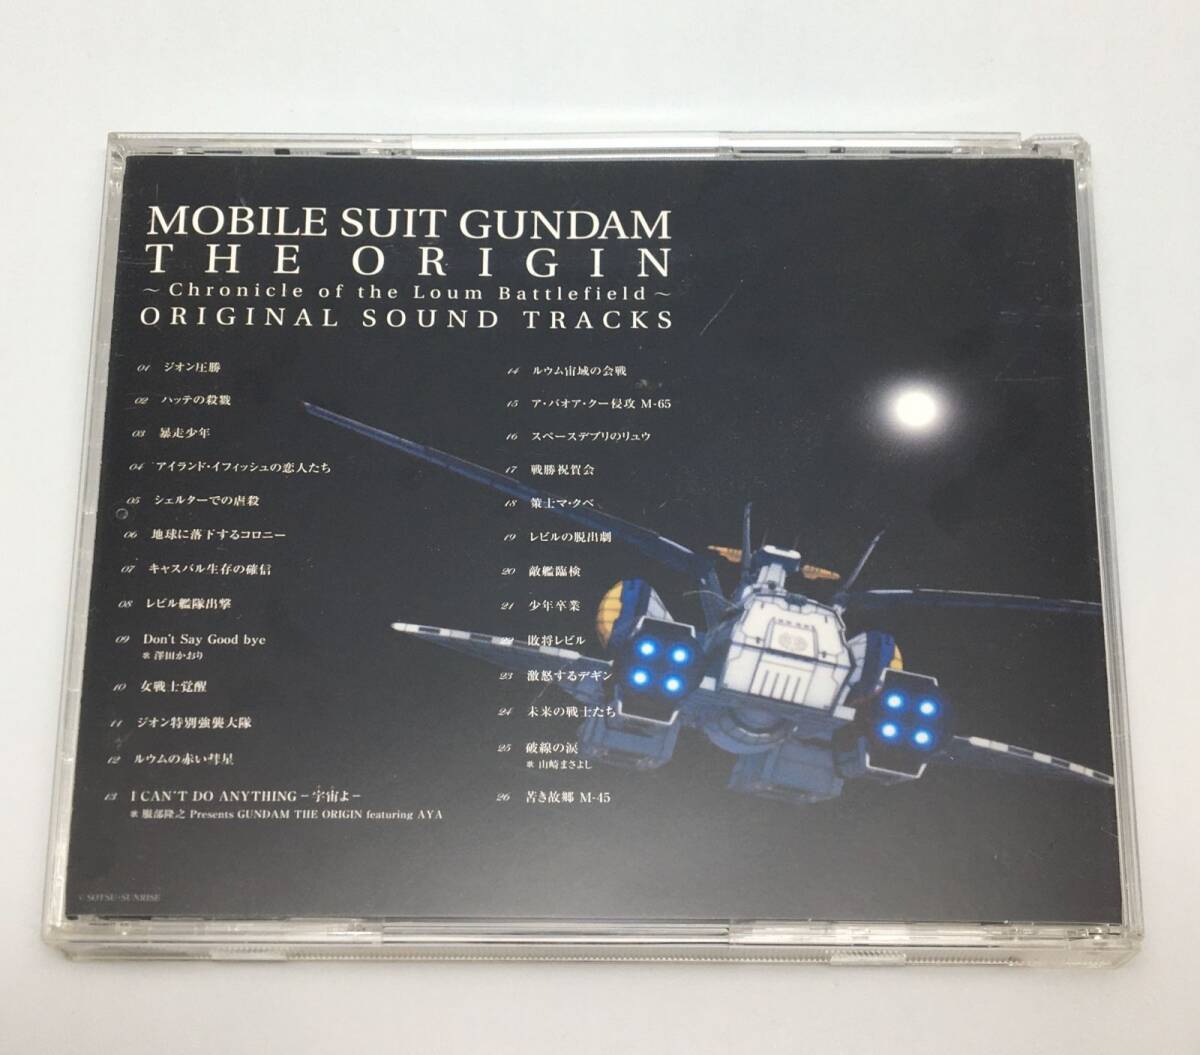 MOBILE SUIT GUNDAM
THE ORIGIN
~Chronicle of the Loum Battlefield~
ORIGINAL SOUND TRACKS
01 ジオン圧勝
02 ハッテの殺戮
03 暴走少年
04 アイランド・イフィッシュの恋人たち
05 シェルターでの虐殺
06 地球に落下するコロニー
07 キャスバル生存の確信
08 レビル艦隊出撃
09 Don't Say Good bye
歌 澤田かおり
10 女戦士覚醒
11 ジオン特別強襲大隊
12 ルウムの赤い彗星
13 I CAN'T DO ANYTHING－宇宙よ－
歌 服部隆之 Presents GUNDAM THE ORIGIN featuring AYA
14 ルウム宙域の会戦
15 ア・バオア・クー侵攻 M-65
16 スペースデブリのリュウ
17 戦勝祝賀会
18 策士マ・クベ
19 レビルの脱出劇
20 敵艦臨検
21 少年卒業
22 敗将レビル
23 激怒するデギン
24 未来の戦士たち
25 破線の涙
歌 山崎まさよし
26 苦き故郷 M-45
© SOTSU・SUNRISE